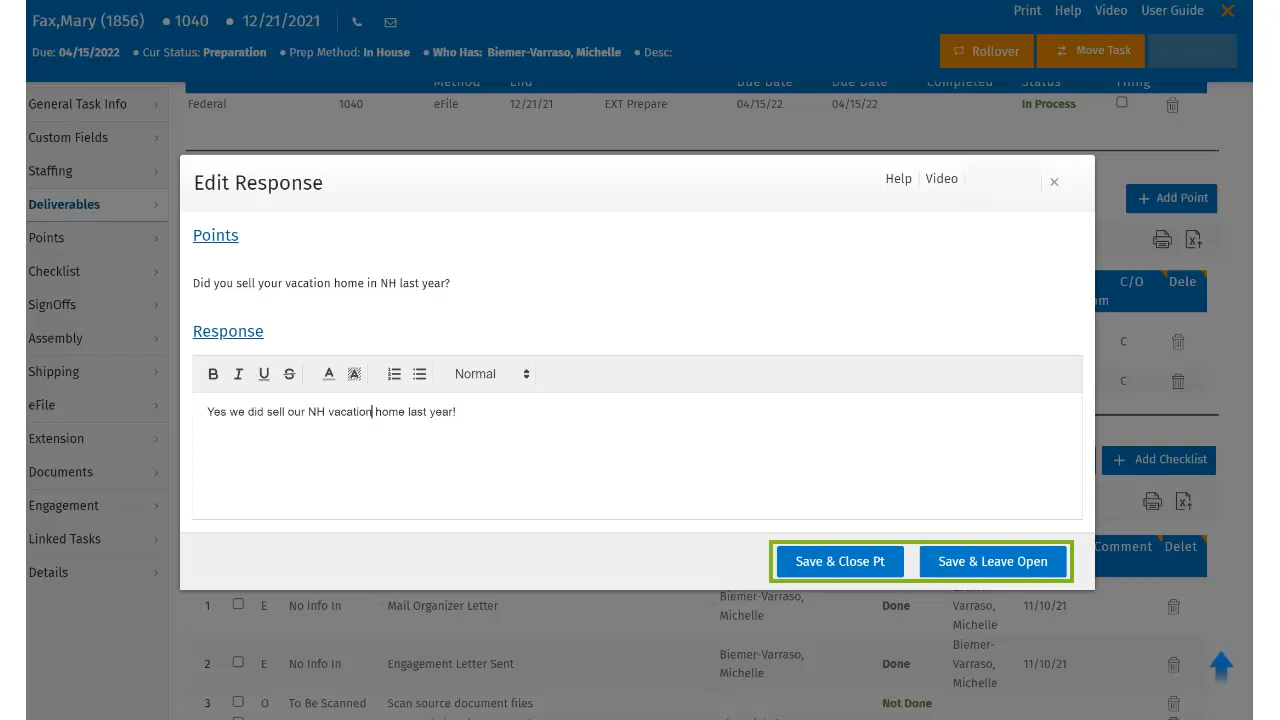 Fax,Mary (1856) ● 1040 ● 12/21/2021
Print Help Video User Guide
Due: 04/15/2022 ● Cur Status: Preparation ● Prep Method: In House ● Who Has: Biemer-Varraso, Michelle ● Desc:
Rollover
Move Task
Method End Due Date Due Date Completed Status Filing
General Task Info
Custom Fields
Staffing
Deliverables
Points
Checklist
SignOffs
Assembly
Shipping
eFile
Extension
Documents
Engagement
Linked Tasks
Details
Federal 1040 eFile 12/21/21 EXT Prepare 04/15/22 04/15/22 In Process
+ Add Point
C/O Dele
om
C
C
Edit Response
Help Video
Points
Did you sell your vacation home in NH last year?
Response
B I U S A A Normal
Yes we did sell our NH vacation home last year!
Save & Close Pt Save & Leave Open
+ Add Checklist
Comment Delet
1 E No Info In Mail Organizer Letter Biemer-Varraso, Michelle Done Biemer-Varraso, Michelle 11/10/21
2 E No Info In Engagement Letter Sent Biemer-Varraso, Michelle Done Biemer-Varraso, Michelle 11/10/21
3 O To Be Scanned Scan source document files Not Done